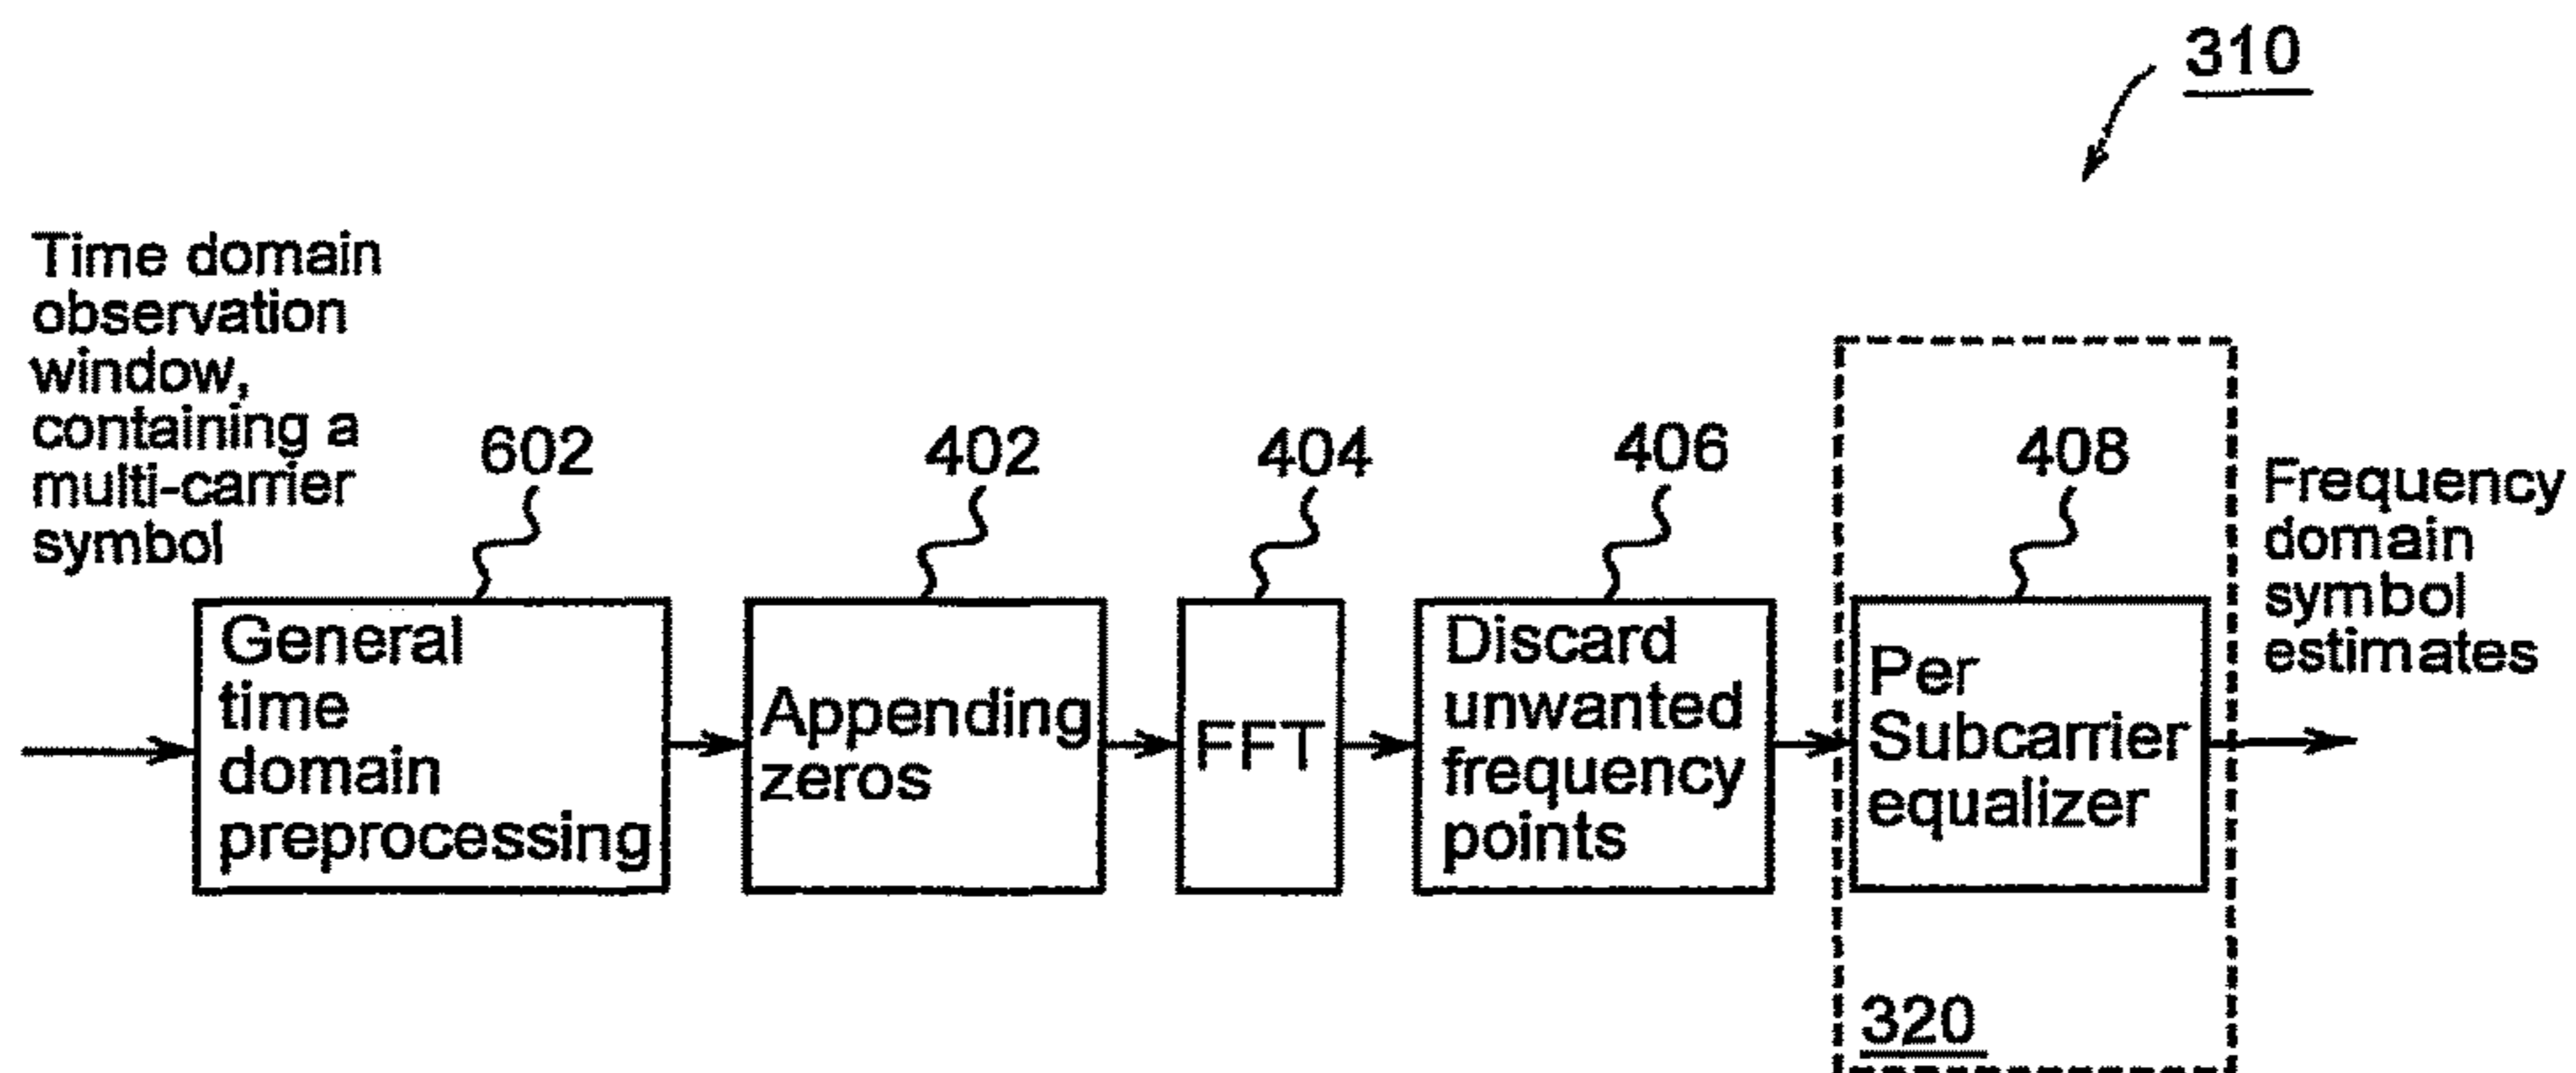 310
Time domain
observation
window,
containing a
multi-carrier
symbol
602
402
404
406
408
Frequency
domain
symbol
estimates
General
time
domain
preprocessing
Appending
zeros
FFT
Discard
unwanted
frequency
points
Per
Subcarrier
equalizer
320